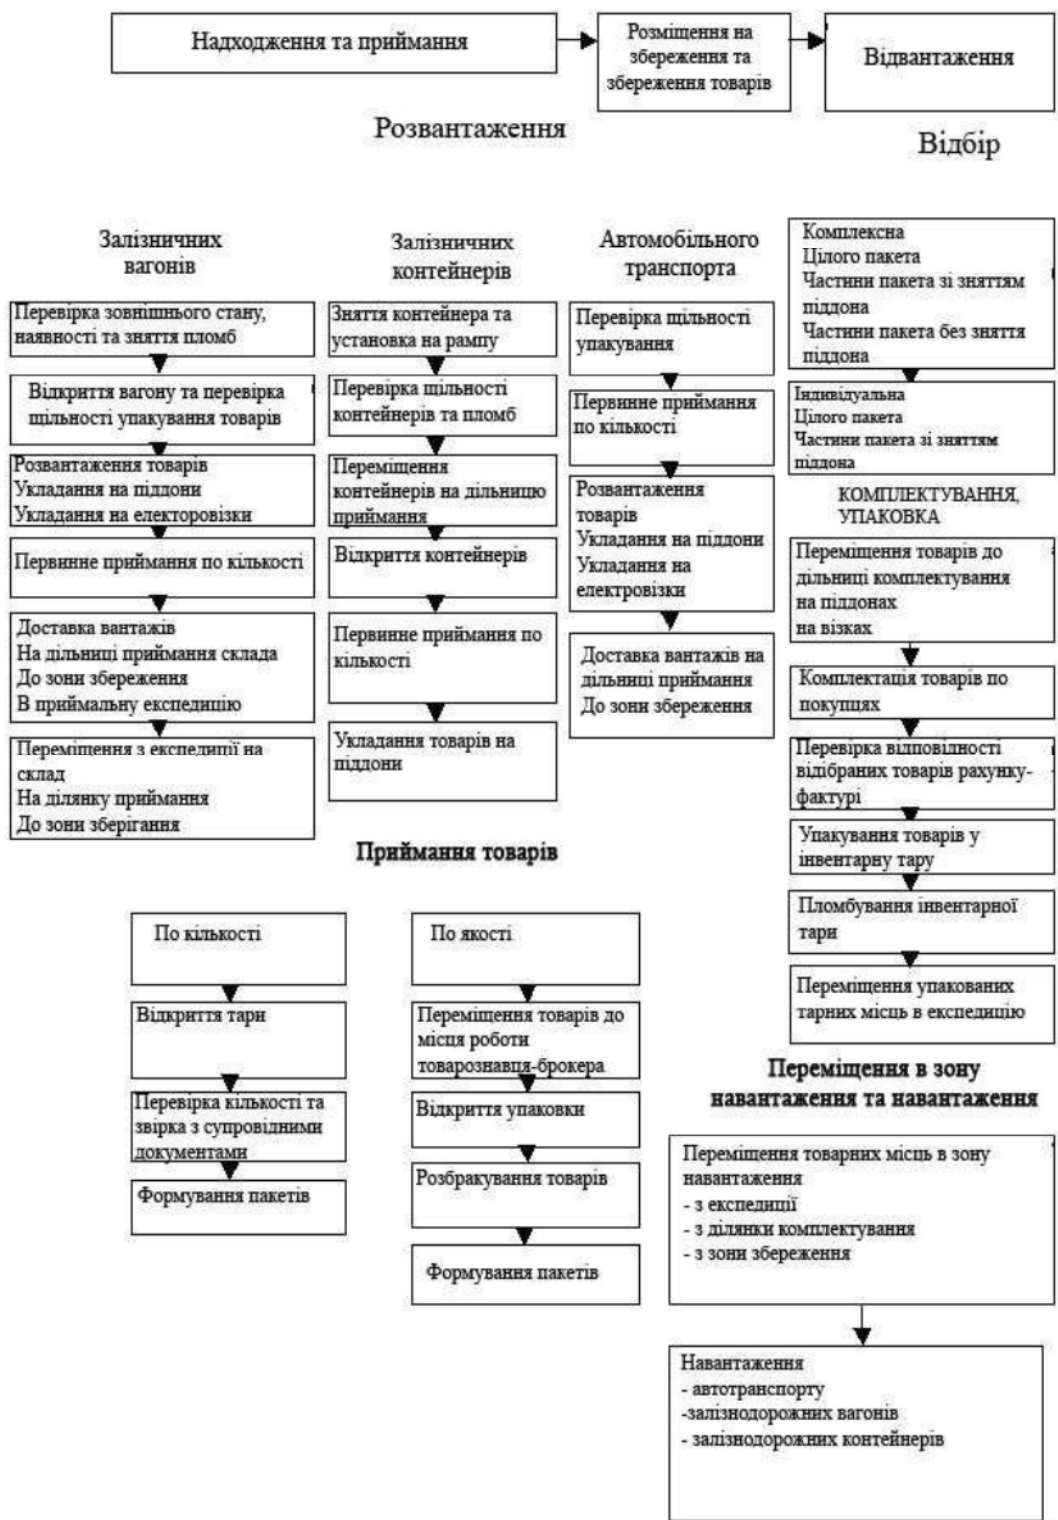 Надходження та приймання
Розміщення на
збереження та
збереження товарів
Відвантаження
Розвантаження
Відбір
Залізничних
вагонів
Перевірка зовнішнього стану,
наявності та зняття пломб
Відкриття вагону та перевірка
щільності упакування товарів
Розвантаження товарів
Укладання на піддони
Укладання на електоровізки
Первинне приймання по кількості
Доставка вантажів
На дільниці приймання склада
До зони збереження
В приймальну експедицію
Переміщення з експедиції на
склад
На ділянку приймання
До зони зберігання
Залізничних
контейнерів
Зняття контейнера та
установка на рампу
Перевірка щільності
контейнерів та пломб
Переміщення
контейнерів на дільницю
приймання
Відкриття контейнерів
Первинне приймання по
кількості
Укладання товарів на
піддони
Автомобільного
транспорта
Перевірка щільності
упакування
Первинне приймання
по кількості
Розвантаження
товарів
Укладання на піддони
Укладання на
електровізки
Доставка вантажів на
дільниці приймання
До зони збереження
Комплексна
Цілого пакета
Частини пакета зі зняттям
піддона
Частини пакета без зняття
піддона
Індивідуальна
Цілого пакета
Частини пакета зі зняттям
піддона
КОМПЛЕКТУВАННЯ,
УПАКОВКА
Переміщення товарів до
дільниці комплектування
на піддонах
на візках
Комплектація товарів по
покупцях
Перевірка відповідності
відібраних товарів рахунку-
фактурі
Упакування товарів у
інвентарну тару
Пломбування інвентарної
тари
Переміщення упакованих
тарних місць в експедицію
Приймання товарів
По кількості
Відкриття тари
Перевірка кількості та
звірка з супровідними
документами
Формування пакетів
По якості
Переміщення товарів до
місця роботи
товарознавця-брокера
Відкриття упаковки
Розбракування товарів
Формування пакетів
Переміщення в зону
навантаження та навантаження
Переміщення товарних місць в зону
навантаження
- з експедиції
- з ділянки комплектування
- з зони збереження
Навантаження
- автотранспорту
-залізнодорожних вагонів
- залізнодорожних контейнерів